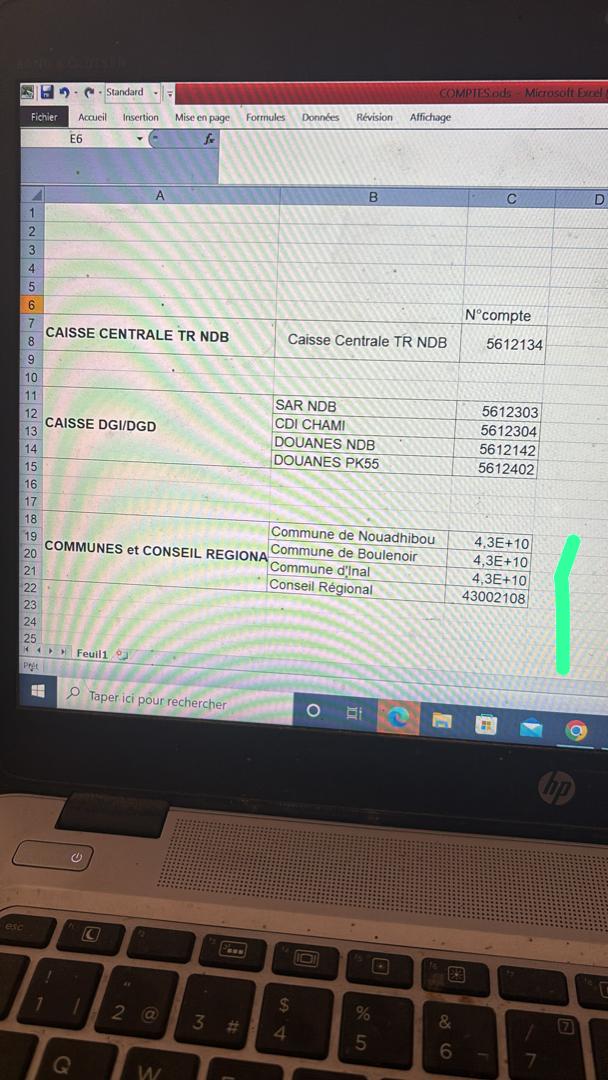 Standard
COMPTES.ods - Microsoft Excel
Fichier Accueil Insertion Mise en page Formules Données Révision Affichage
E6 fx
A B C D
1
2
3
4
5
6
N°compte
7
CAISSE CENTRALE TR NDB Caisse Centrale TR NDB 5612134
8
9
10
11
SAR NDB 5612303
12
CAISSE DGI/DGD CDI CHAMI 5612304
13
DOUANES NDB 5612142
14
DOUANES PK55 5612402
15
16
17
18
Commune de Nouadhibou 4,3E+10
19
COMMUNES et CONSEIL REGIONA Commune de Boulenoir 4,3E+10
20
Commune d'Inal 4,3E+10
21
Conseil Régional 43002108
22
23
24
25
Feuil1
Prêt
Taper ici pour rechercher
hp
esc
! 1 2 @ 3 # $ 4 % 5 & 6 / 7 7
Q W